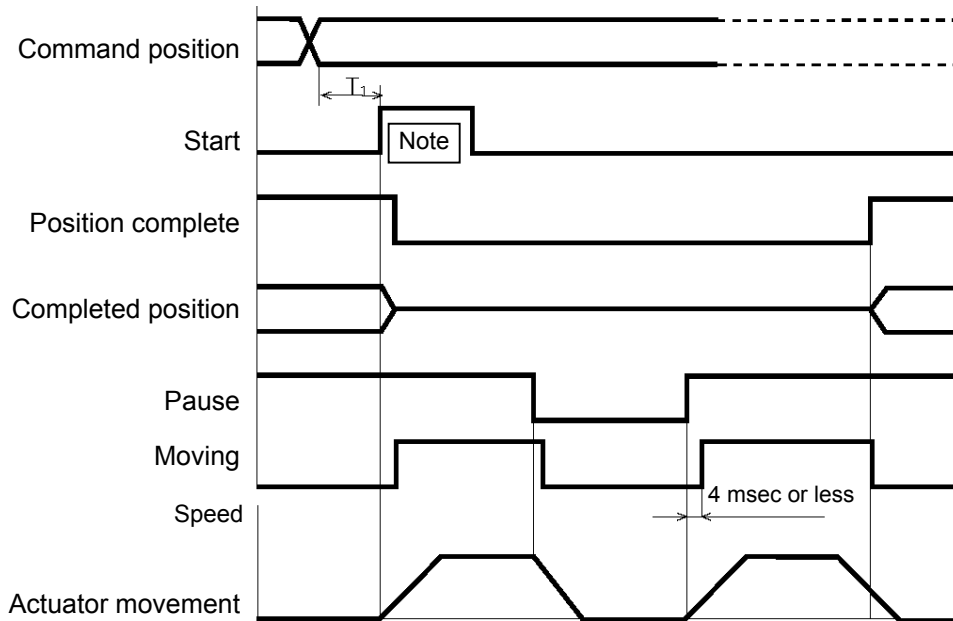 Command position
T₁
Start
Note
Position complete
Completed position
Pause
Moving
4 msec or less
Speed
Actuator movement